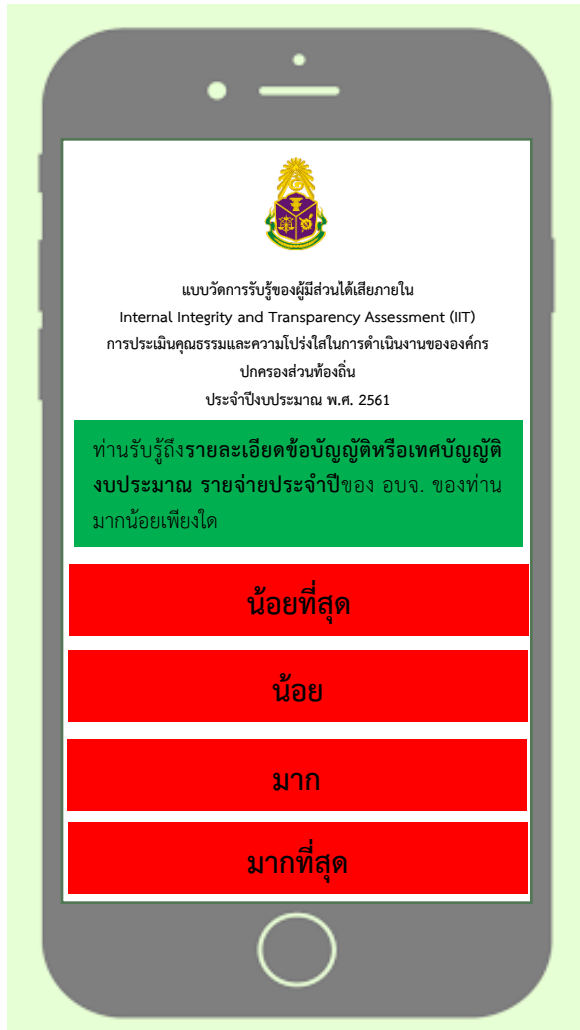 แบบวัดการรับรู้ของผู้มีส่วนได้เสียภายใน
Internal Integrity and Transparency Assessment (IIT)
การประเมินคุณธรรมและความโปร่งใสในการดำเนินงานขององค์กร
ปกครองส่วนท้องถิ่น
ประจำปีงบประมาณ พ.ศ. 2561
ท่านรับรู้ถึงรายละเอียดข้อบัญญัติหรือเทศบัญญัติ
งบประมาณ รายจ่ายประจำปีของ อบจ. ของท่าน
มากน้อยเพียงใด
น้อยที่สุด
น้อย
มาก
มากที่สุด